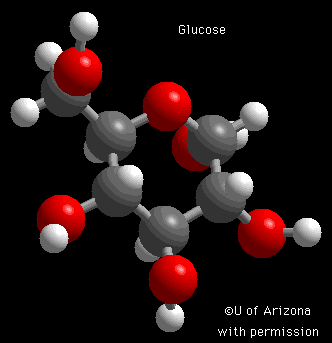 Glucose
©U of Arizona
with permission